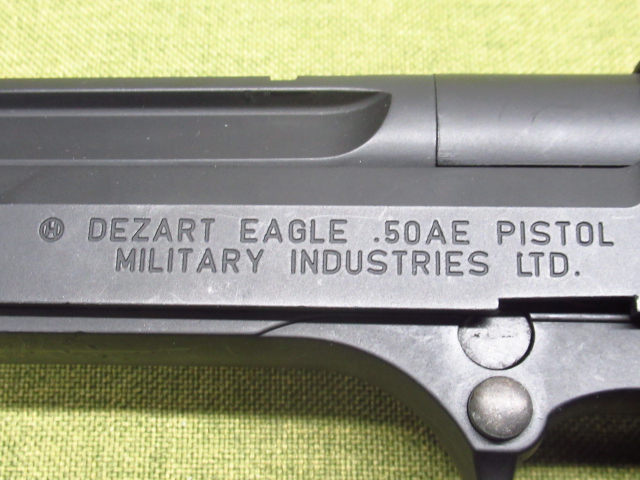 DEZART EAGLE .50AE PISTOL
MILITARY INDUSTRIES LTD.